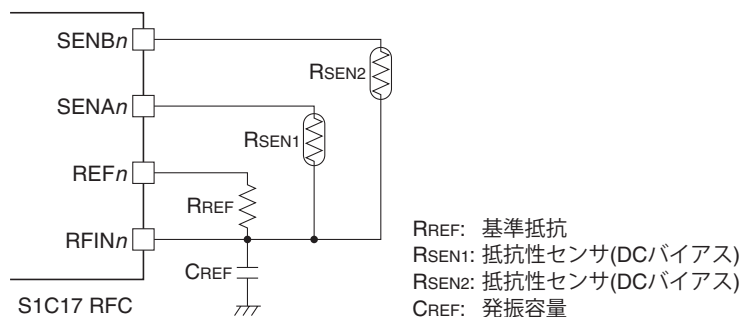 SENBn
RSEN2
SENAn
RSEN1
REFn
RREF
RFINn
CREF
S1C17 RFC
RREF: 基準抵抗
RSEN1: 抵抗性センサ(DCバイアス)
RSEN2: 抵抗性センサ(DCバイアス)
CREF: 発振容量